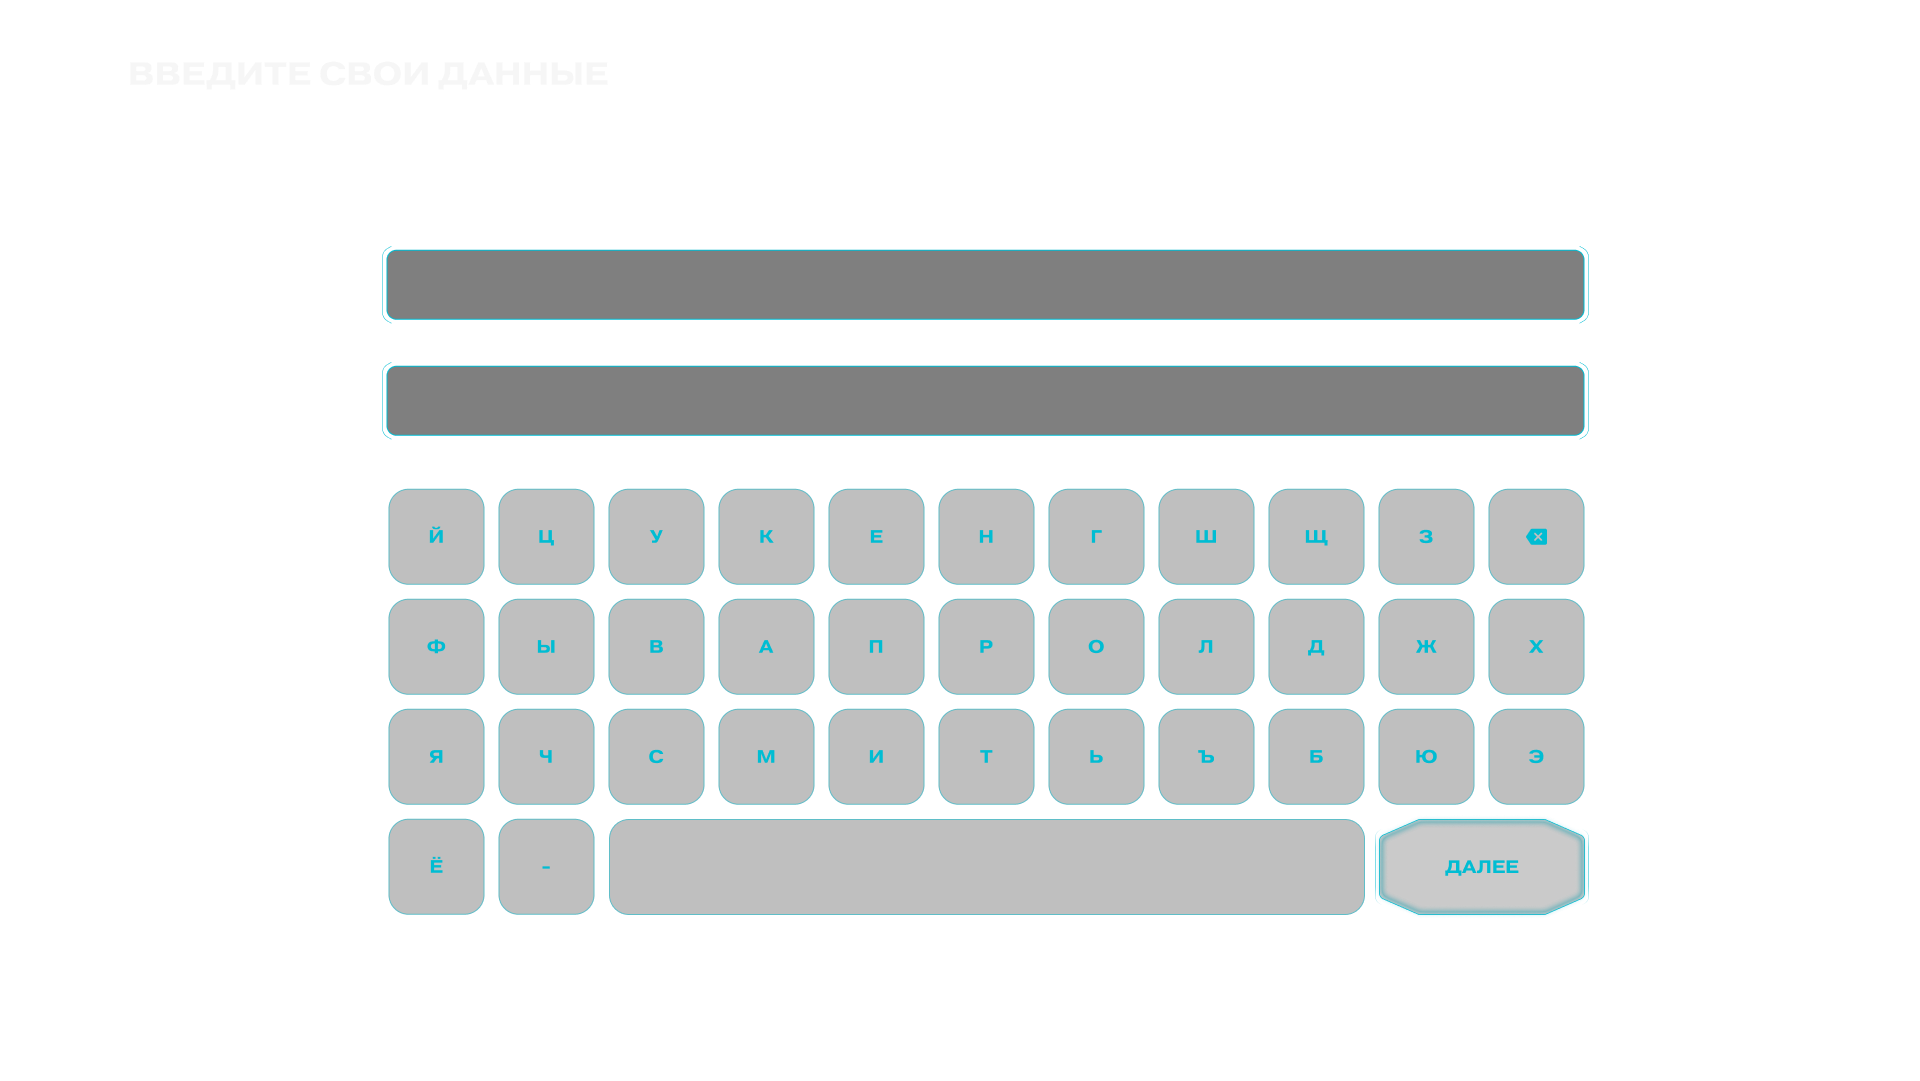 ВВЕДИТЕ СВОИ ДАННЫЕ
Й Ц У К Е Н Г Ш Щ З
Ф Ы В А П Р О Л Д Ж Х
Я Ч С М И Т Ь Ъ Б Ю Э
Ё - ДАЛЕЕ